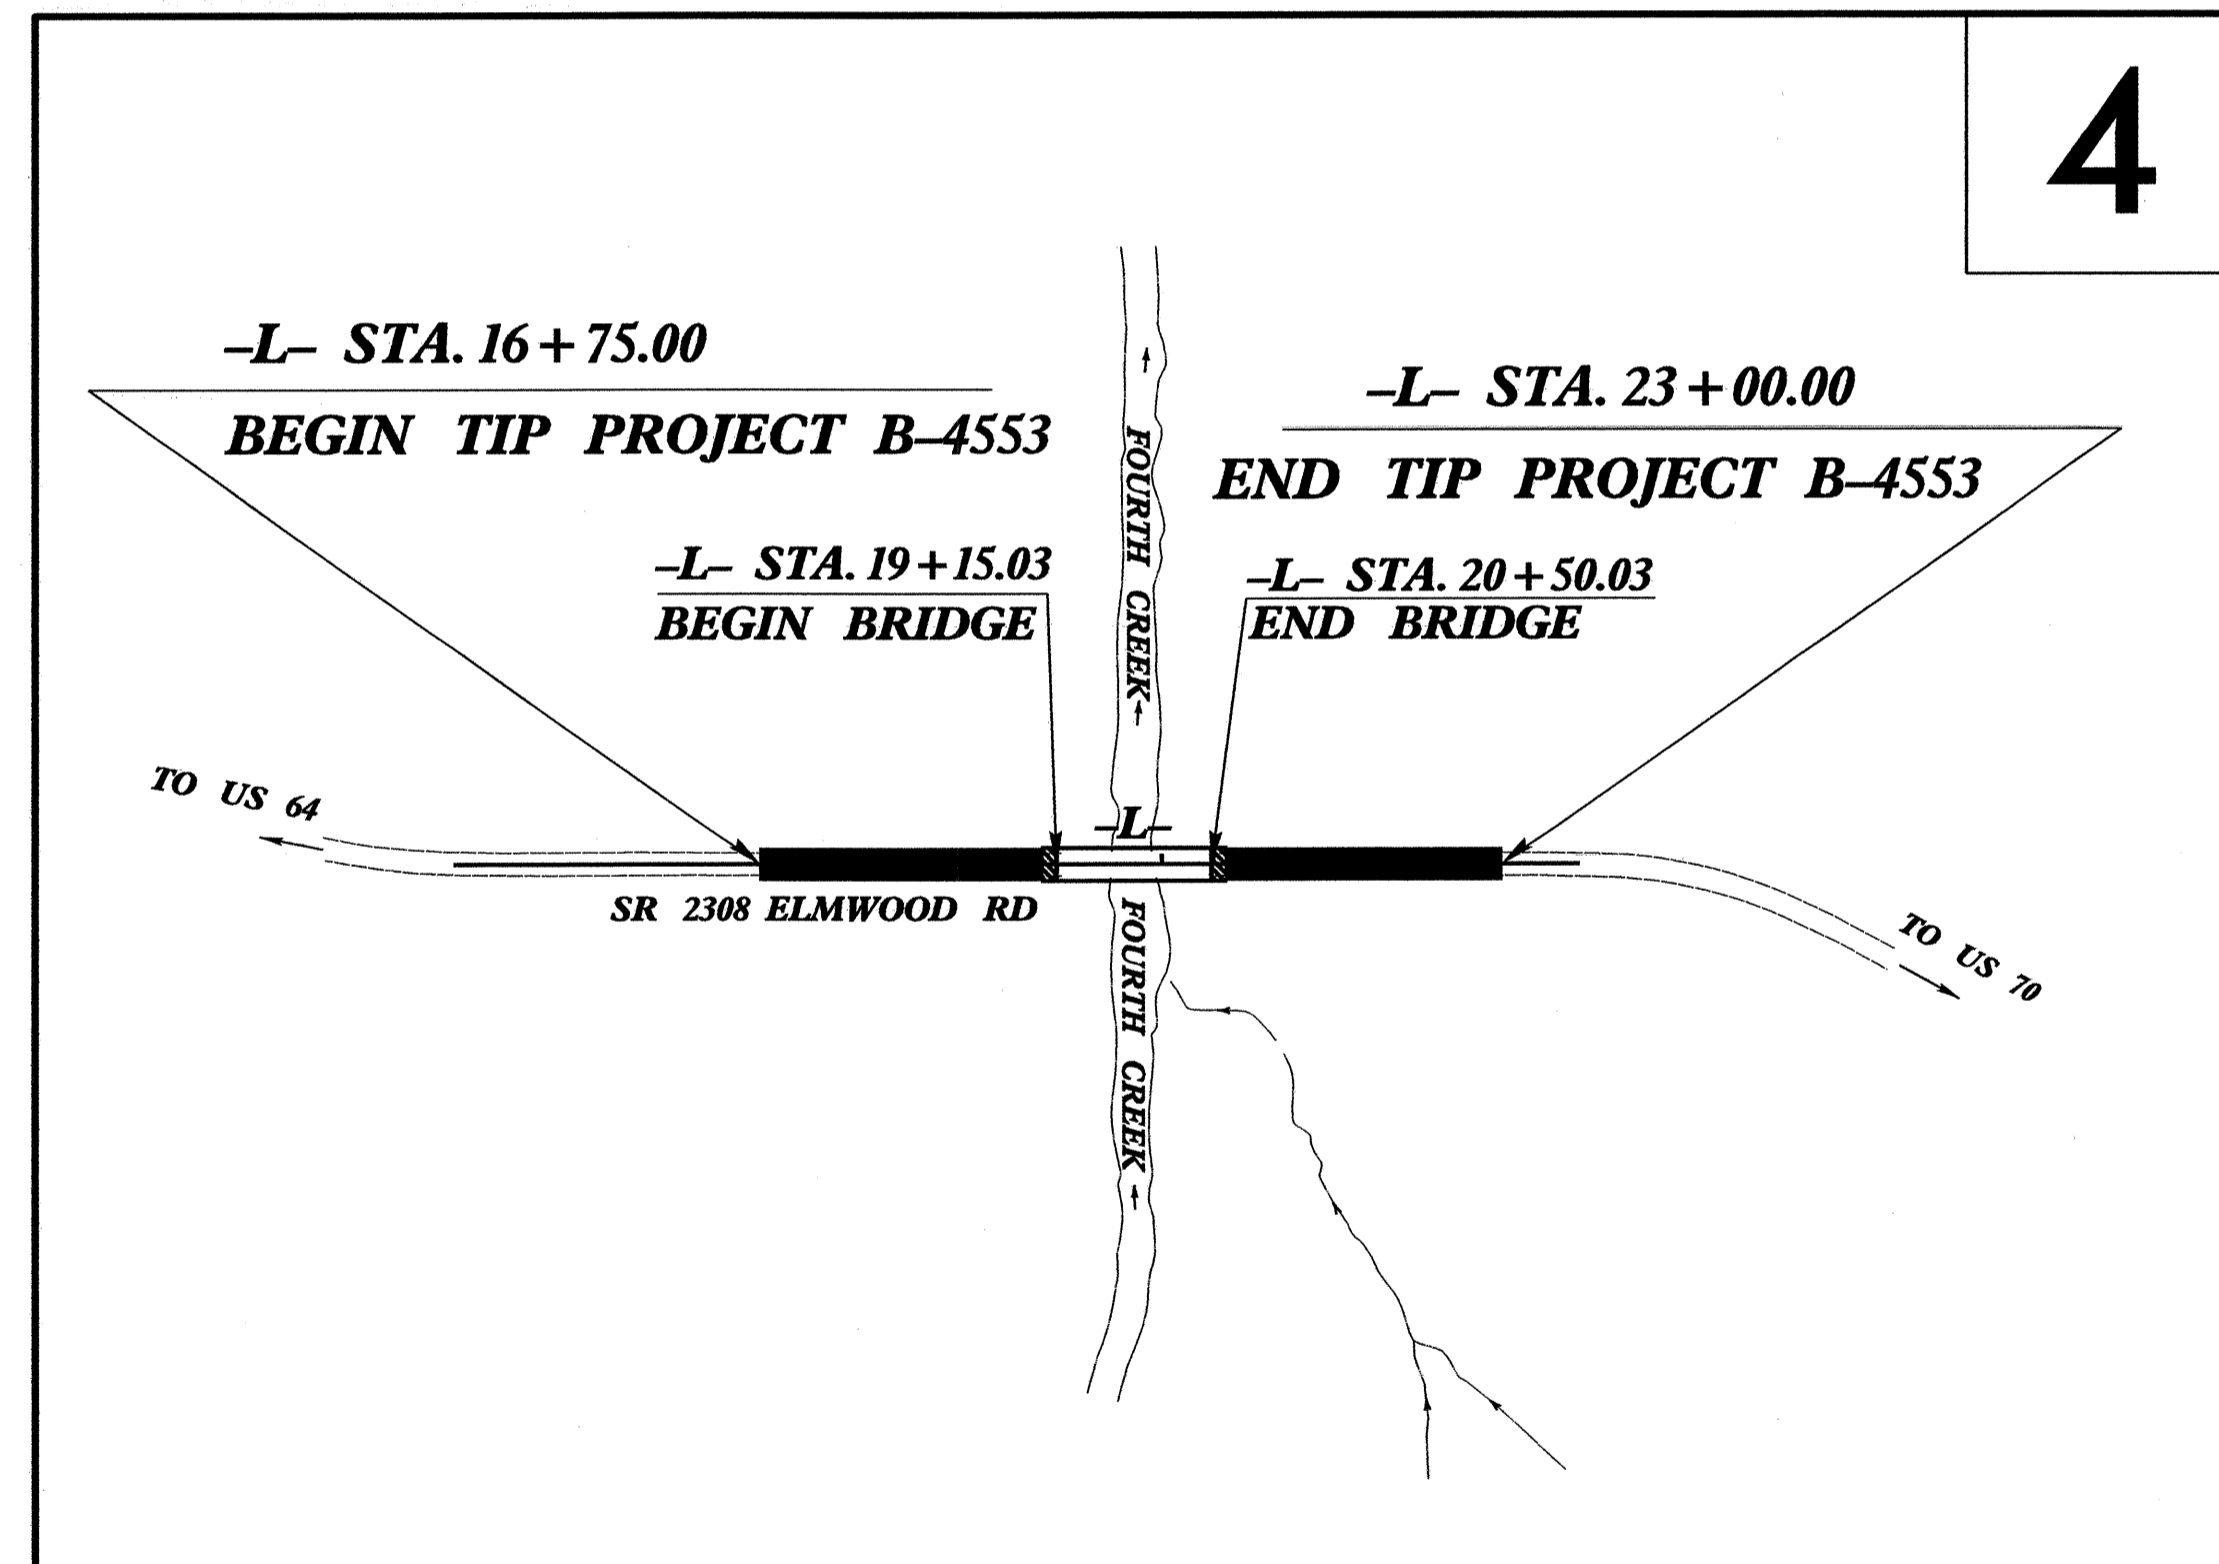 4
–L– STA. 16+75.00
BEGIN TIP PROJECT B–4553
–L– STA. 23+00.00
END TIP PROJECT B–4553
–L– STA. 19+15.03
BEGIN BRIDGE
–L– STA. 20+50.03
END BRIDGE
FOURTH CREEK
TO US 64
–L–
SR 2308 ELMWOOD RD
TO US 70
FOURTH CREEK